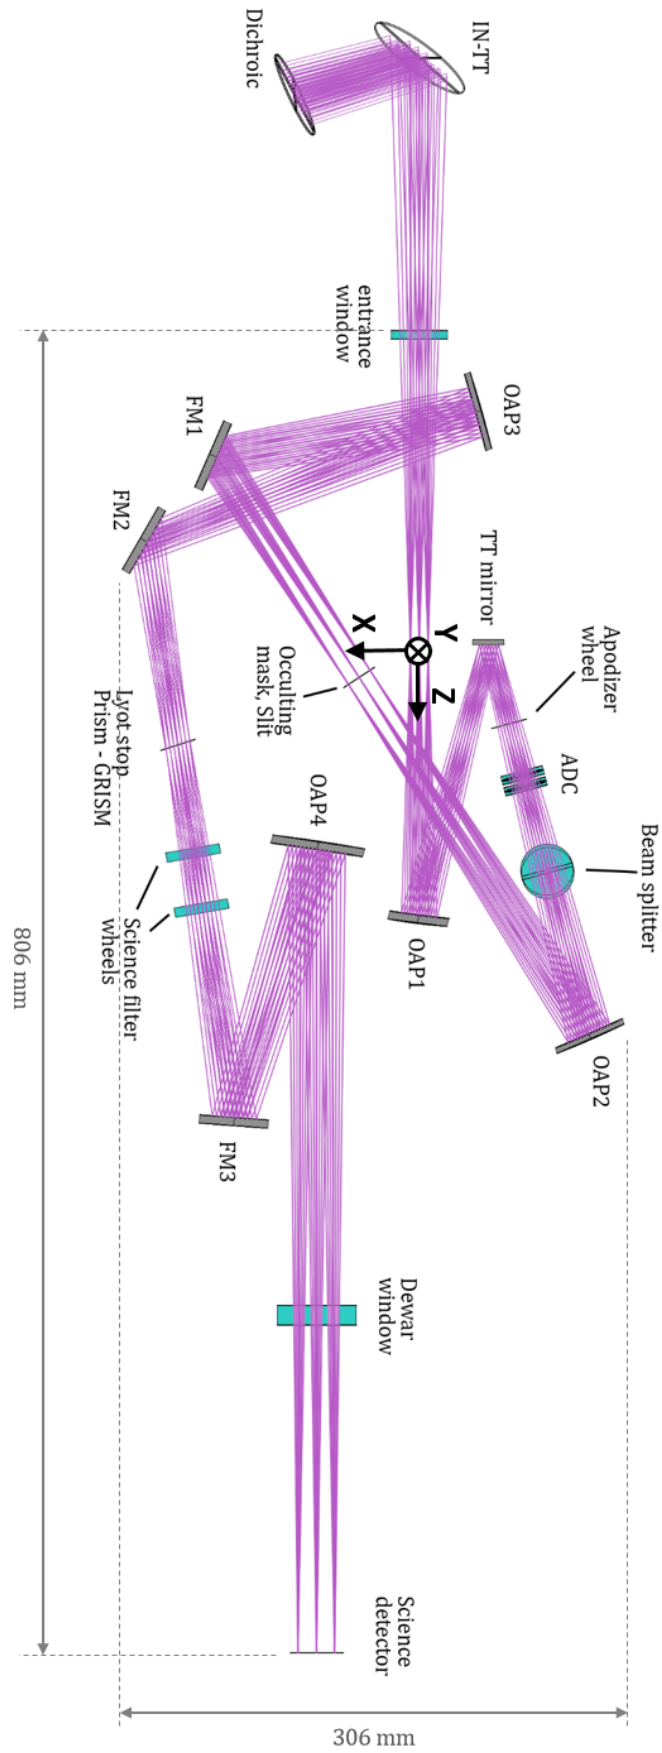 IN-TT
Dichroic
entrance
window
OAP3
FM1
FM2
TT mirror
Apodizer
wheel
X
Y
Z
Occulting
mask, Slit
ADC
Lyot stop
Prism - GRISM
OAP4
Beam splitter
OAP1
Science filter
wheels
806 mm
OAP2
FM3
Dewar
window
Science
detector
306 mm